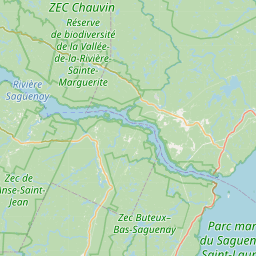 ZEC Chauvin
Réserve
de biodiversité
de la Vallée-
de-la-Rivière-
Sainte-
Marguerite
Rivière
Saguenay
Zec de
Anse-Saint-
Jean
Zec Buteux–
Bas-Saguenay
Parc mar
du Saguen
Saint-Lau